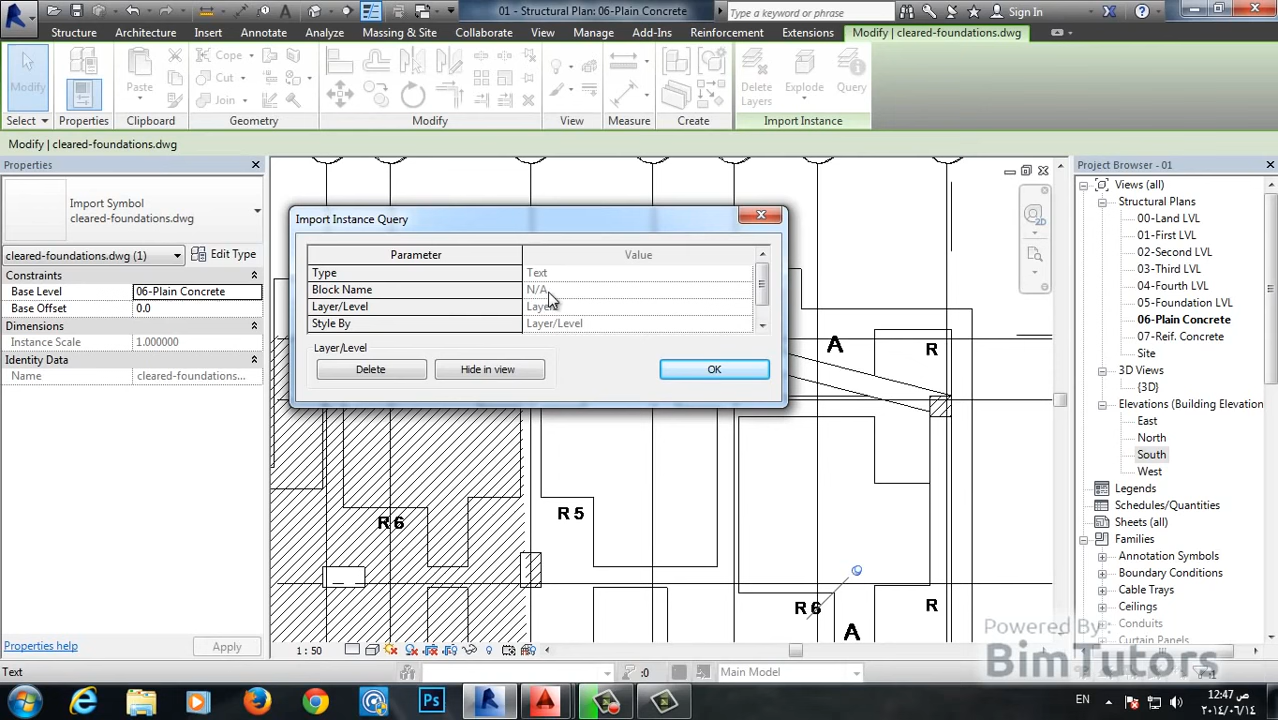 01 - Structural Plan: 06-Plain Concrete
Type a keyword or phrase
Sign In
Structure Architecture Insert Annotate Analyze Massing & Site Collaborate View Manage Add-Ins Reinforcement Extensions Modify | cleared-foundations.dwg
Modify
Paste
Cope
Cut
Join
Delete Layers
Explode
Query
Select
Properties
Clipboard
Geometry
Modify
View
Measure
Create
Import Instance
Modify | cleared-foundations.dwg
Properties
Import Symbol
cleared-foundations.dwg
cleared-foundations.dwg (1)
Edit Type
Constraints
Base Level 06-Plain Concrete
Base Offset 0.0
Dimensions
Instance Scale 1.000000
Identity Data
Name cleared-foundations...
Properties help
Apply
Import Instance Query
Parameter Value
Type Text
Block Name N/A
Layer/Level
Style By Layer/Level
Layer/Level
Delete
Hide in view
OK
A
R
R 6
R 5
R 6
R
A
2D
Project Browser - 01
Views (all)
Structural Plans
00-Land LVL
01-First LVL
02-Second LVL
03-Third LVL
04-Fourth LVL
05-Foundation LVL
06-Plain Concrete
07-Reif. Concrete
Site
3D Views
{3D}
Elevations (Building Elevation
East
North
South
West
Legends
Schedules/Quantities
Sheets (all)
Families
Annotation Symbols
Boundary Conditions
Cable Trays
Ceilings
Conduits
Curtain Panels
1 : 50
Text
:0
Main Model
Powered By:
BimTutors
Ps
EN
12:47 ص
٢٠١٤/٠٦/١٤